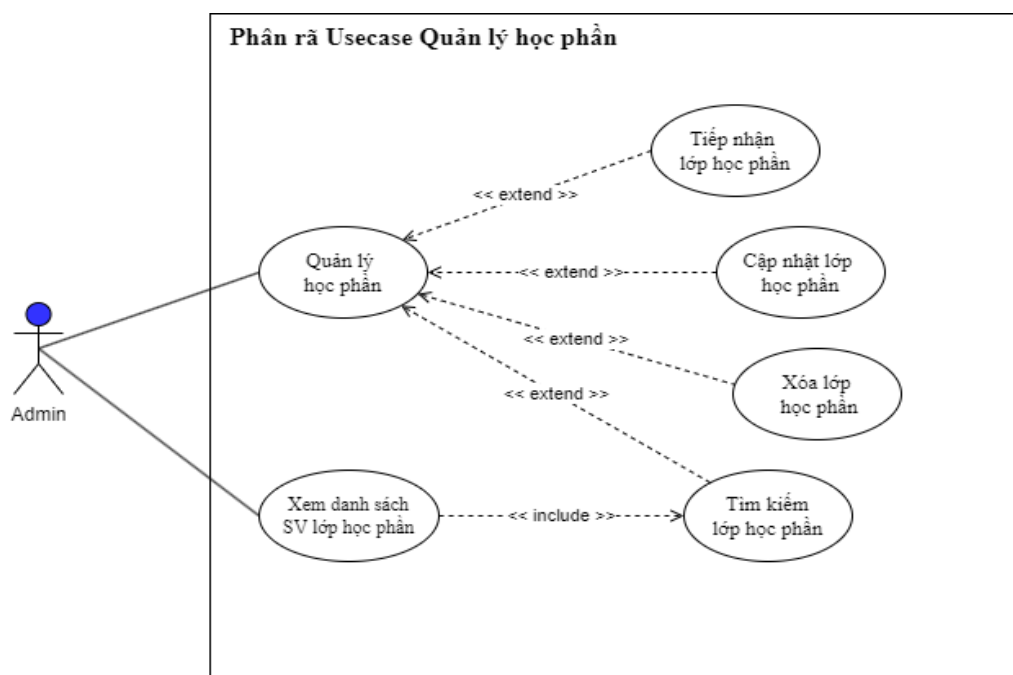 Phân rã Usecase Quản lý học phần
Tiếp nhận
lớp học phần
<< extend >>
Quản lý
học phần
<< extend >>
Cập nhật lớp
học phần
<< extend >>
Xóa lớp
học phần
<< extend >>
Admin
Xem danh sách
SV lớp học phần
<< include >>
Tìm kiếm
lớp học phần